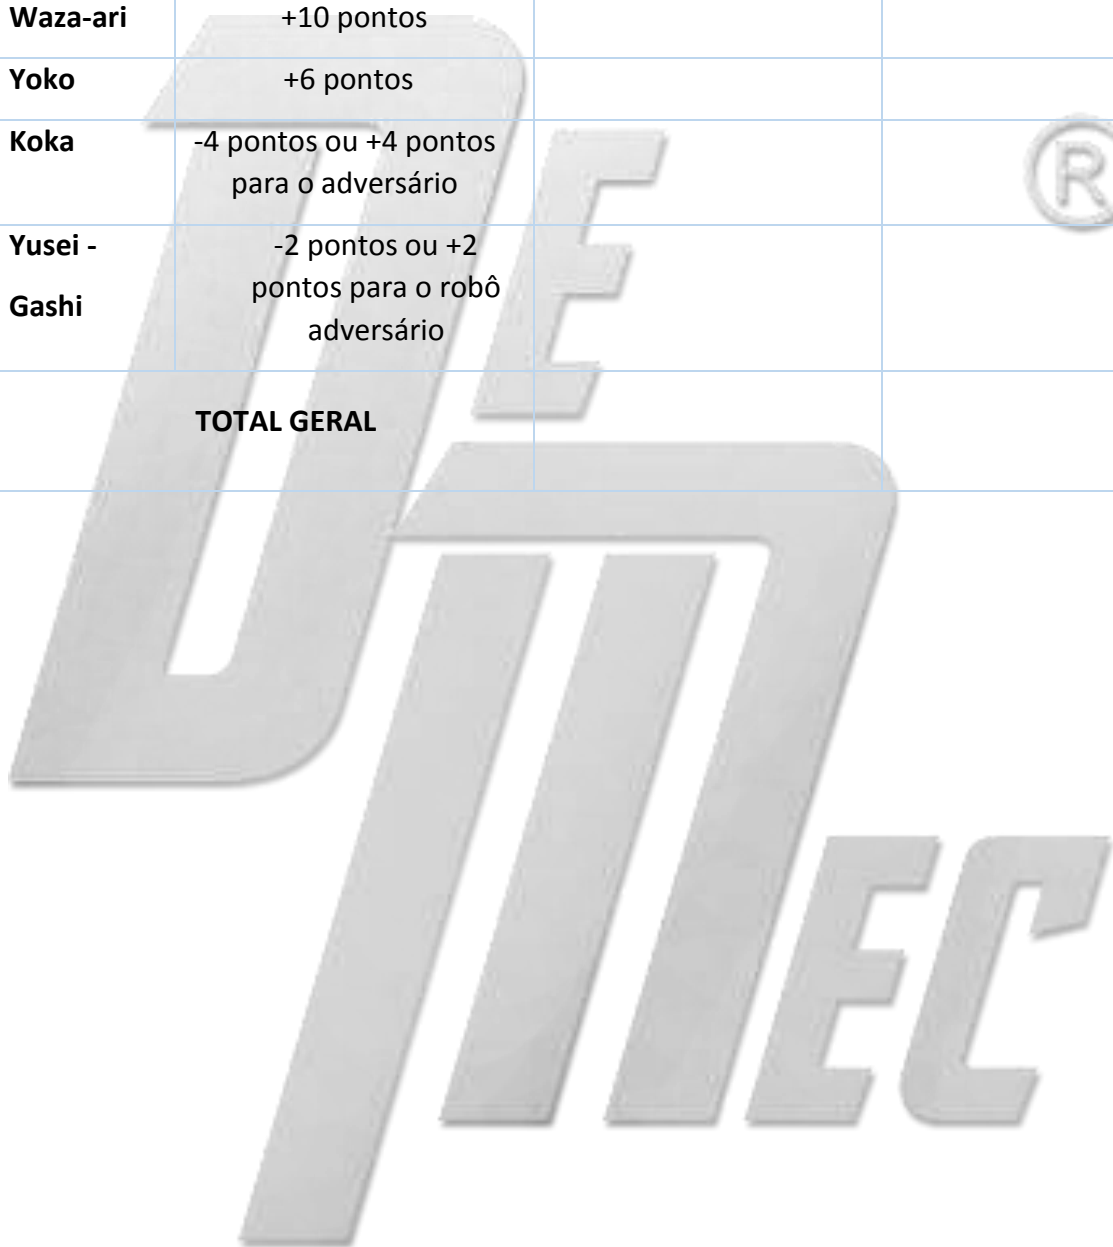 Waza-ari +10 pontos
Yoko +6 pontos
Koka -4 pontos ou +4 pontos
para o adversário
Yusei - -2 pontos ou +2
Gashi pontos para o robô
adversário
TOTAL GERAL
DE
MEC
®